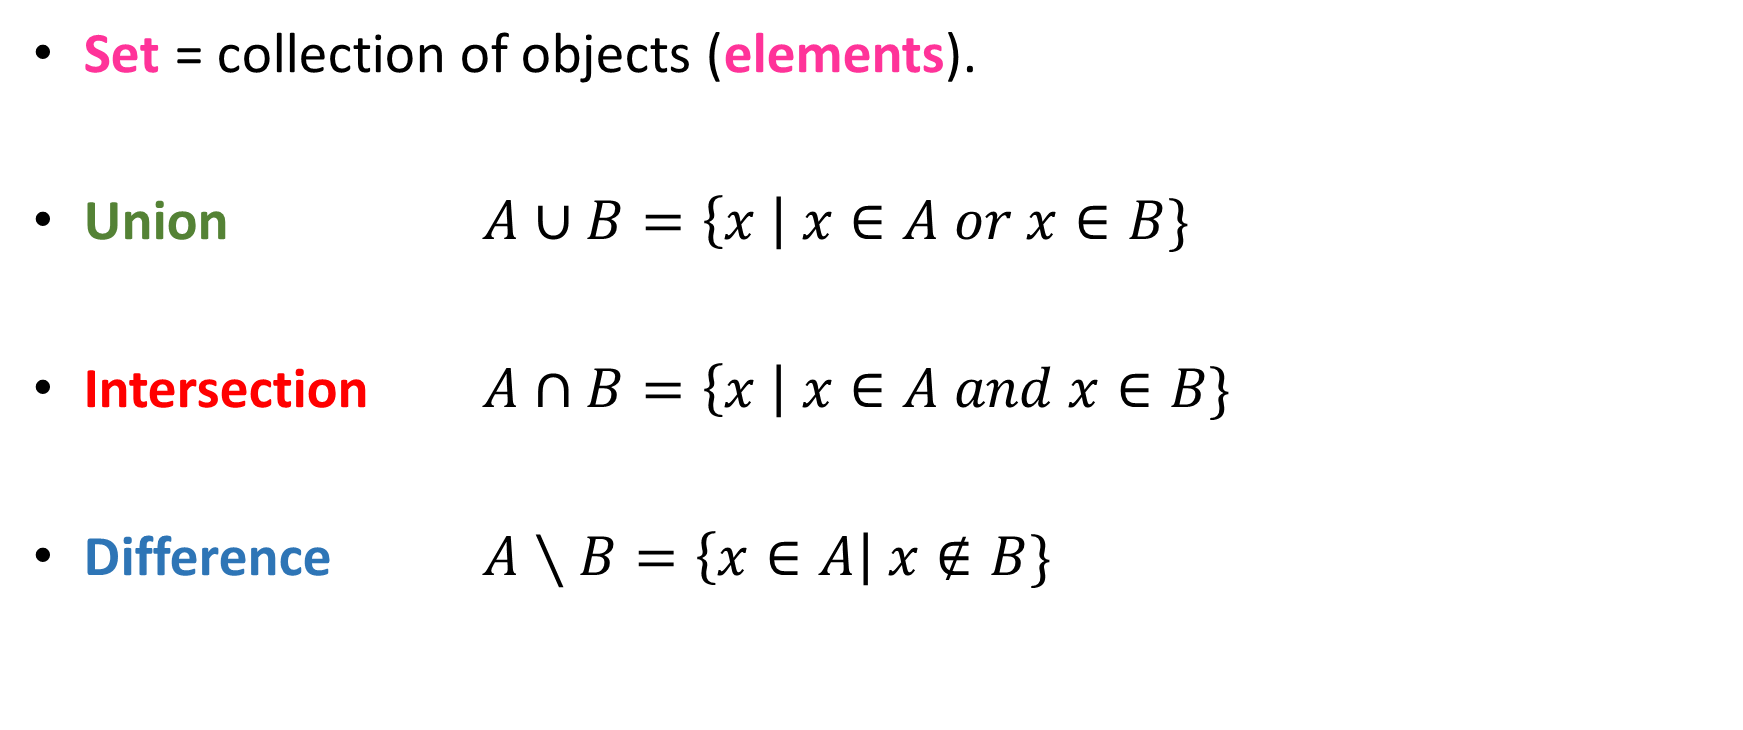 • Set = collection of objects (elements).
• Union A ∪ B = {x | x ∈ A or x ∈ B}
• Intersection A ∩ B = {x | x ∈ A and x ∈ B}
• Difference A \ B = {x ∈ A| x ∉ B}